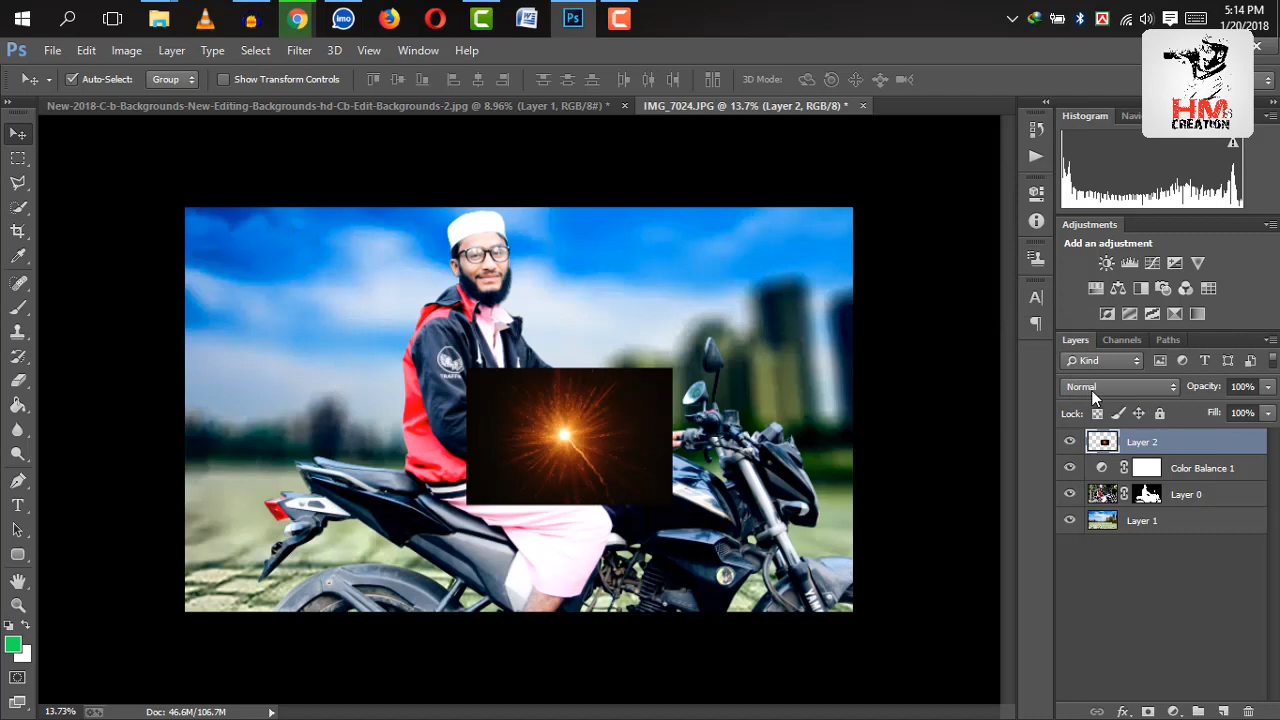 5:14 PM
1/20/2018
imo
Ps
Ps File Edit Image Layer Type Select Filter 3D View Window Help
Auto-Select: Group Show Transform Controls 3D Mode:
HM
CREATION
New-2018-C-b-Backgrounds-New-Editing-Backgrounds-hd-Cb-Edit-Backgrounds-2.jpg @ 8.96% (Layer 1, RGB/8#) * × IMG_7024.JPG @ 13.7% (Layer 2, RGB/8) * ×
Histogram
Adjustments
Add an adjustment
Layers Channels Paths
Kind
Normal Opacity: 100%
Lock: Fill: 100%
Layer 2
Color Balance 1
Layer 0
Layer 1
TRAFFIC
13.73% Doc: 46.6M/106.7M